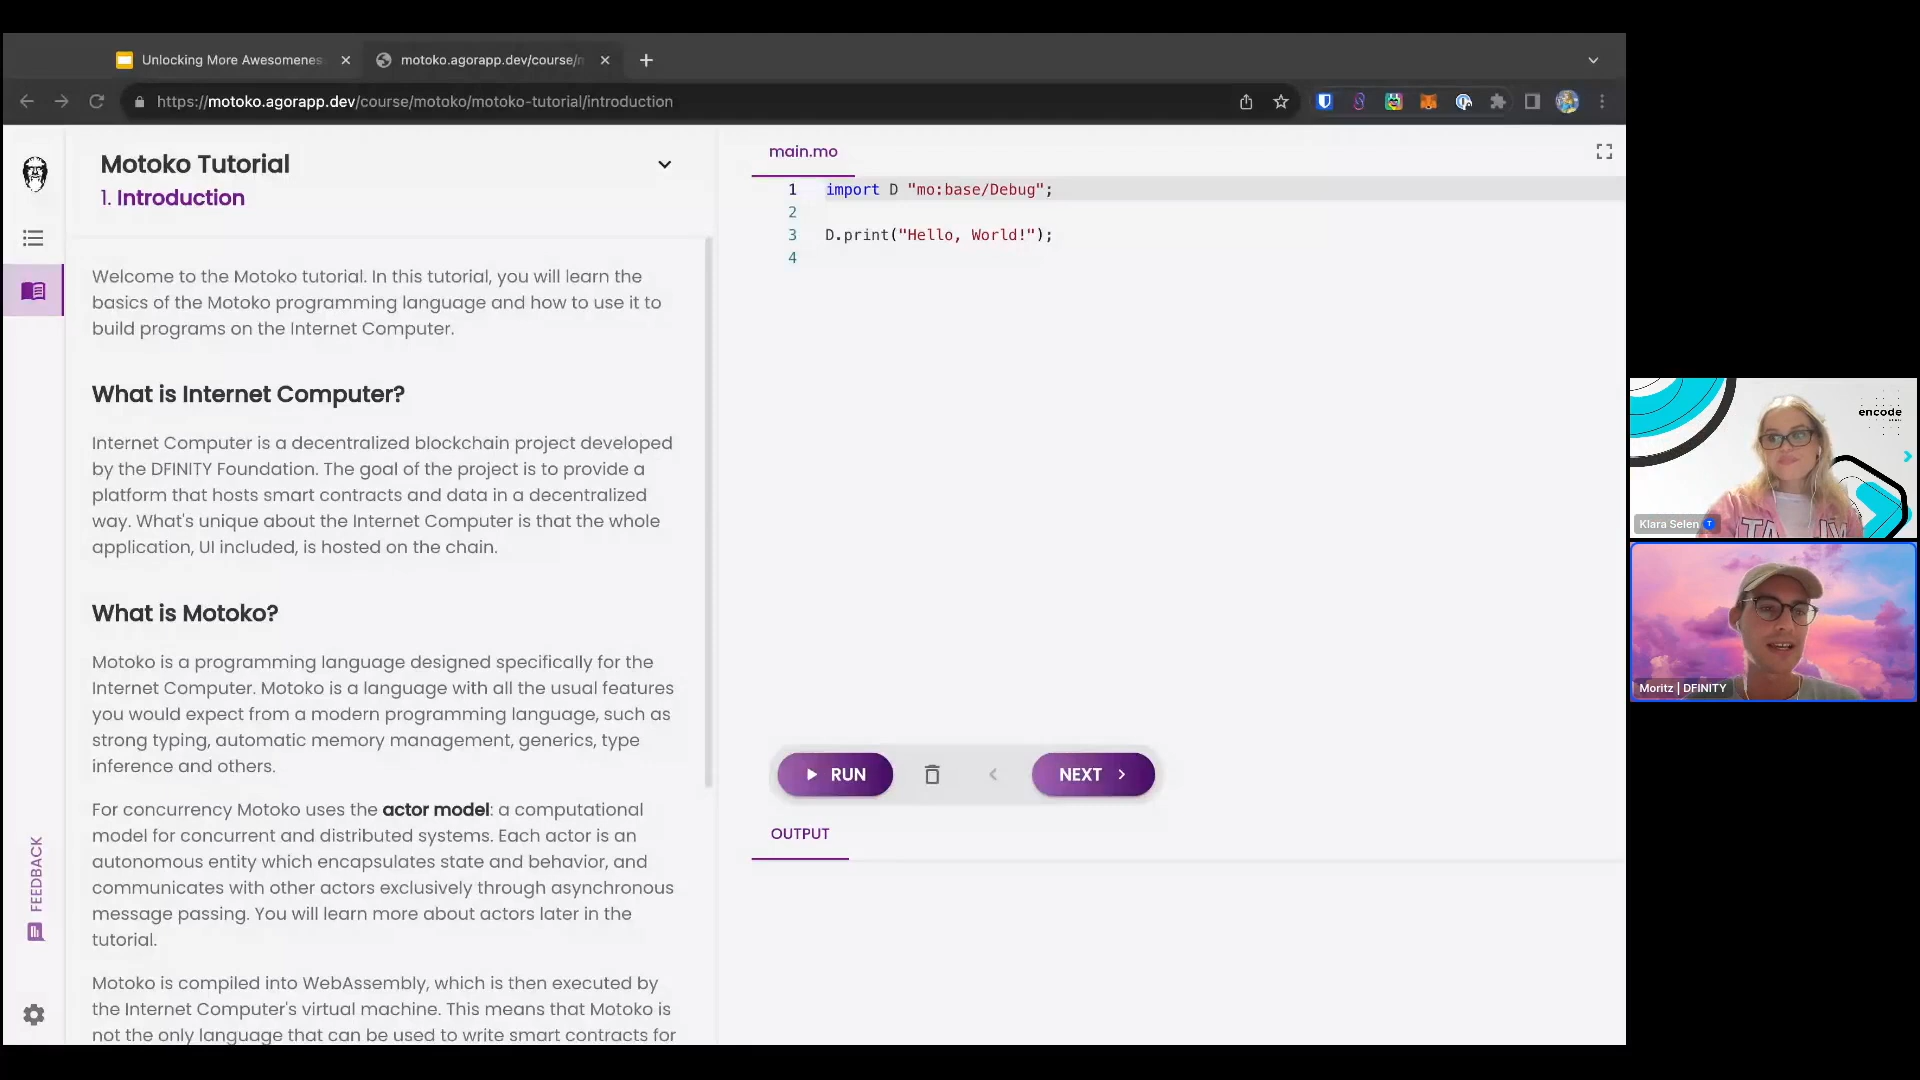 Unlocking More Awesomenes
motoko.agorapp.dev/course/m
https://motoko.agorapp.dev/course/motoko/motoko-tutorial/introduction
Motoko Tutorial
1. Introduction
Welcome to the Motoko tutorial. In this tutorial, you will learn the
basics of the Motoko programming language and how to use it to
build programs on the Internet Computer.
What is Internet Computer?
Internet Computer is a decentralized blockchain project developed
by the DFINITY Foundation. The goal of the project is to provide a
platform that hosts smart contracts and data in a decentralized
way. What's unique about the Internet Computer is that the whole
application, UI included, is hosted on the chain.
What is Motoko?
Motoko is a programming language designed specifically for the
Internet Computer. Motoko is a language with all the usual features
you would expect from a modern programming language, such as
strong typing, automatic memory management, generics, type
inference and others.
For concurrency Motoko uses the actor model: a computational
model for concurrent and distributed systems. Each actor is an
autonomous entity which encapsulates state and behavior, and
communicates with other actors exclusively through asynchronous
message passing. You will learn more about actors later in the
tutorial.
Motoko is compiled into WebAssembly, which is then executed by
the Internet Computer's virtual machine. This means that Motoko is
not the only language that can be used to write smart contracts for
FEEDBACK
main.mo
1 import D "mo:base/Debug";
2
3 D.print("Hello, World!");
4
RUN
NEXT
OUTPUT
encode
Klara Selen
Moritz | DFINITY